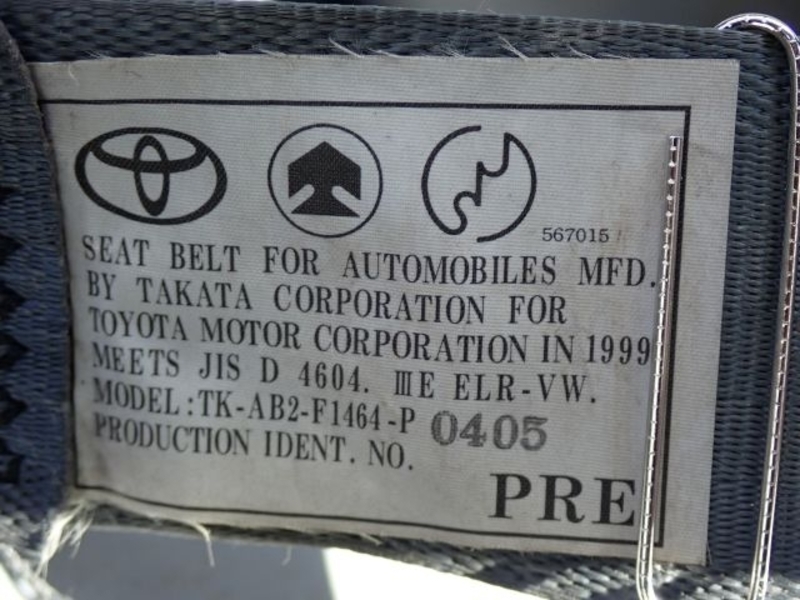 567015
SEAT BELT FOR AUTOMOBILES MFD.
BY TAKATA CORPORATION FOR
TOYOTA MOTOR CORPORATION IN 1999
MEETS JIS D 4604. ⅢE ELR-VW.
MODEL:TK-AB2-F1464-P 0405
PRODUCTION IDENT. NO.
PRE